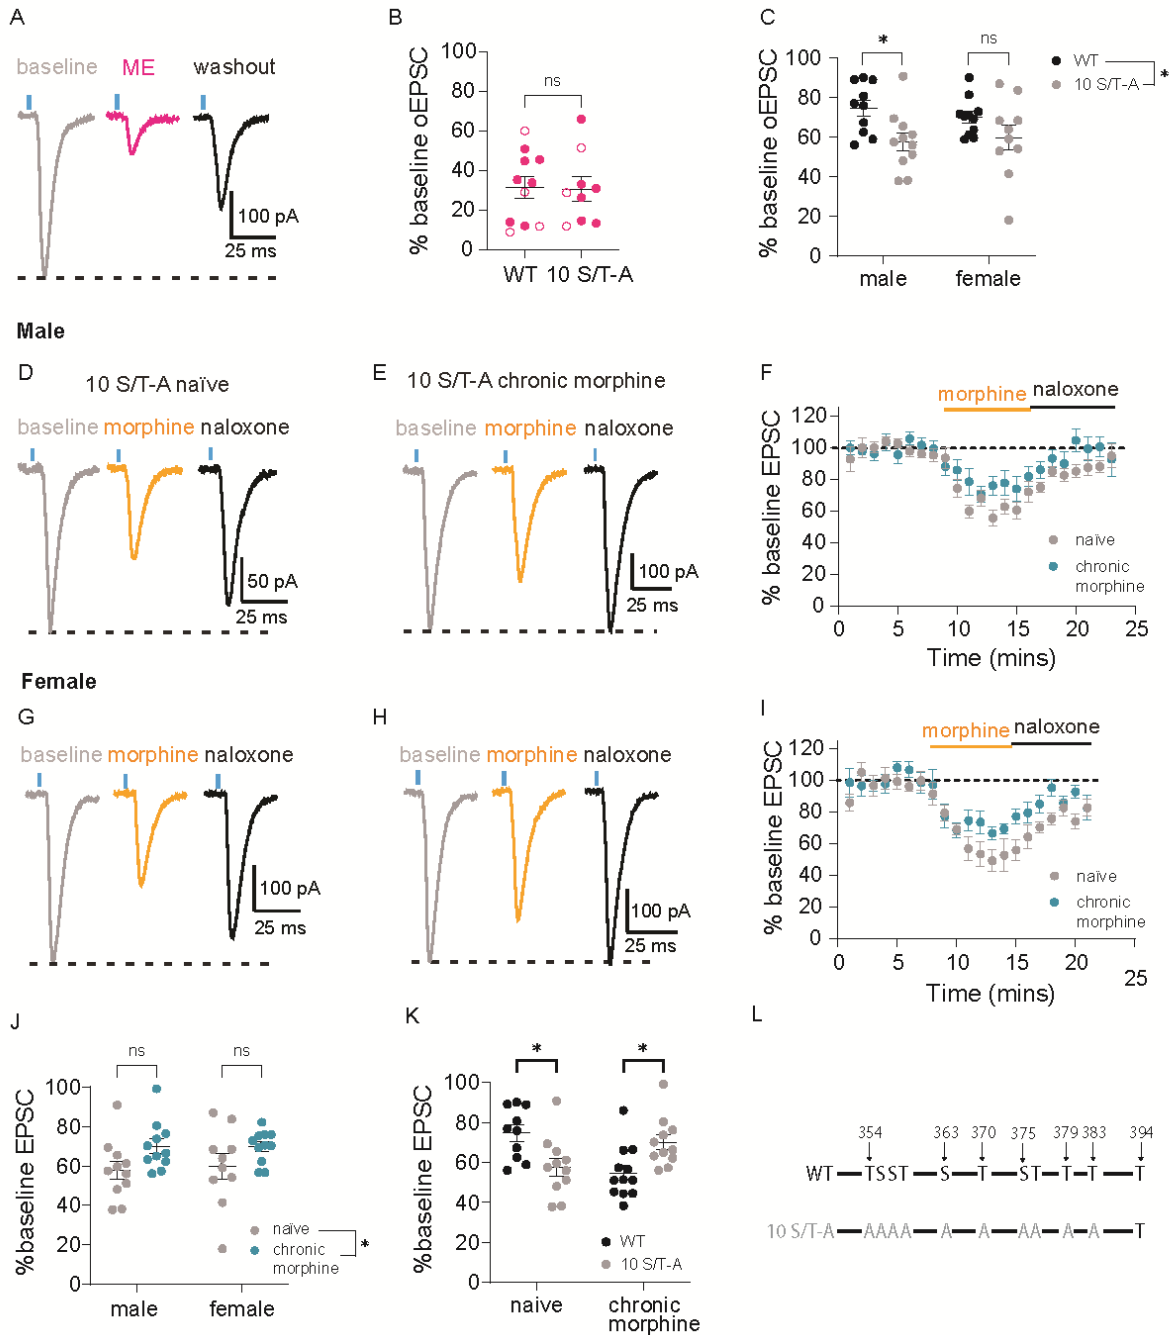 A
baseline ME washout
100 pA
25 ms
B
% baseline oEPSC
100
80
60
40
20
0
ns
WT 10 S/T-A
C
% baseline oEPSC
100
80
60
40
20
0
* ns
WT
10 S/T-A
*
male female
Male
D
10 S/T-A naïve
baseline morphine naloxone
50 pA
25 ms
E
10 S/T-A chronic morphine
baseline morphine naloxone
100 pA
25 ms
F
morphine naloxone
% baseline EPSC
120
100
80
60
40
20
0
naïve
chronic
morphine
0 5 10 15 20 25
Time (mins)
Female
G
baseline morphine naloxone
100 pA
25 ms
H
baseline morphine naloxone
100 pA
25 ms
I
morphine naloxone
% baseline EPSC
120
100
80
60
40
20
0
naïve
chronic
morphine
0 5 10 15 20 25
Time (mins)
J
%baseline EPSC
100
80
60
40
20
0
ns ns
naïve
chronic
morphine
*
male female
K
%baseline EPSC
100
80
60
40
20
0
* *
WT
10 S/T-A
naive chronic
morphine
L
354 363 370 375 379 383 394
WT TSST S T ST T T T
10 S/T-A AAAA A A AA A A T